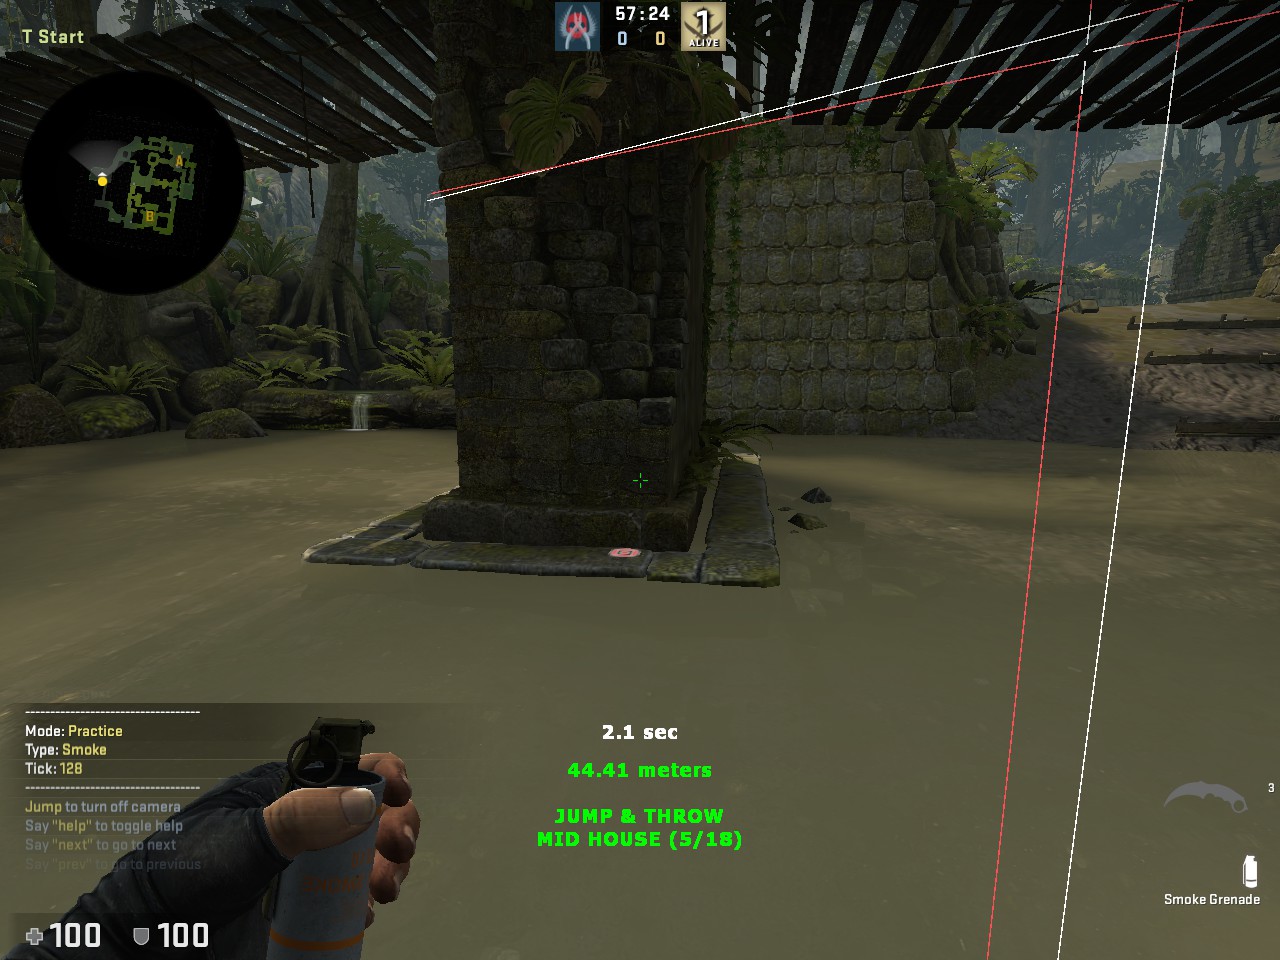 T Start
57:24
0 0
1
ALIVE
A
B
2.1 sec
44.41 meters
JUMP & THROW
MID HOUSE (5/18)
------------------------------------
Mode: Practice
Type: Smoke
Tick: 128
------------------------------------
Jump to turn off camera
Say "help" to toggle help
Say "next" to go to next
Say "prev" to go to previous
3
Smoke Grenade
100 100